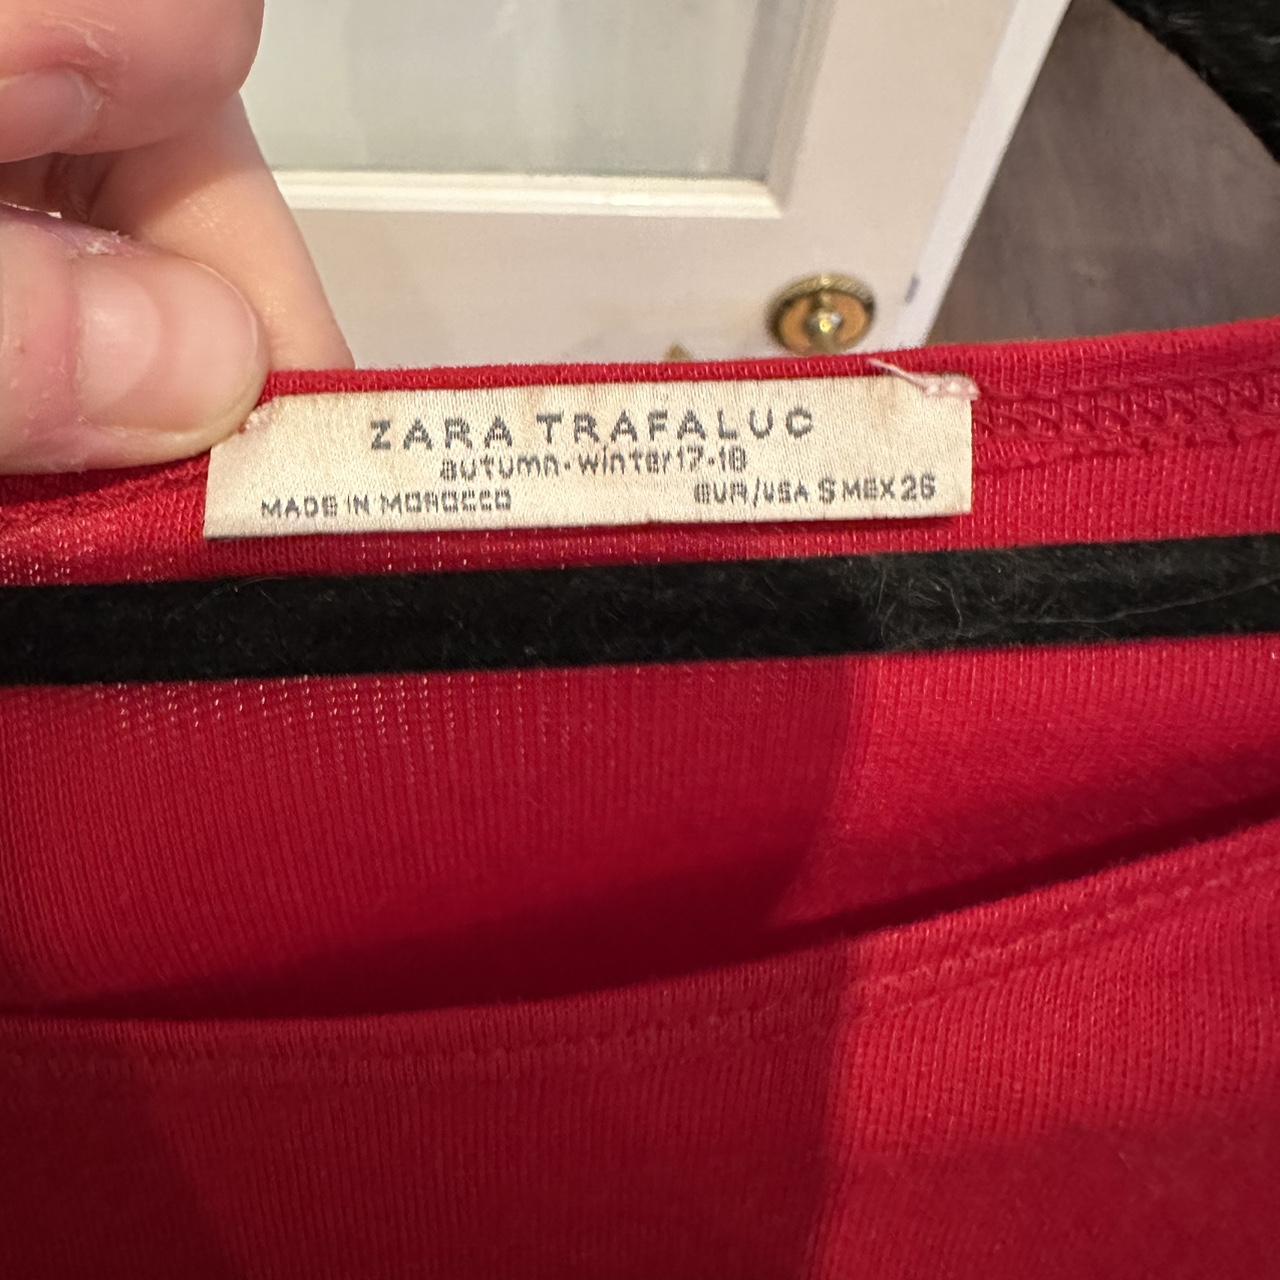 ZARA TRAFALUC
autumn-winter17-18
MADE IN MOROCCO EUR/USA S MEX 26